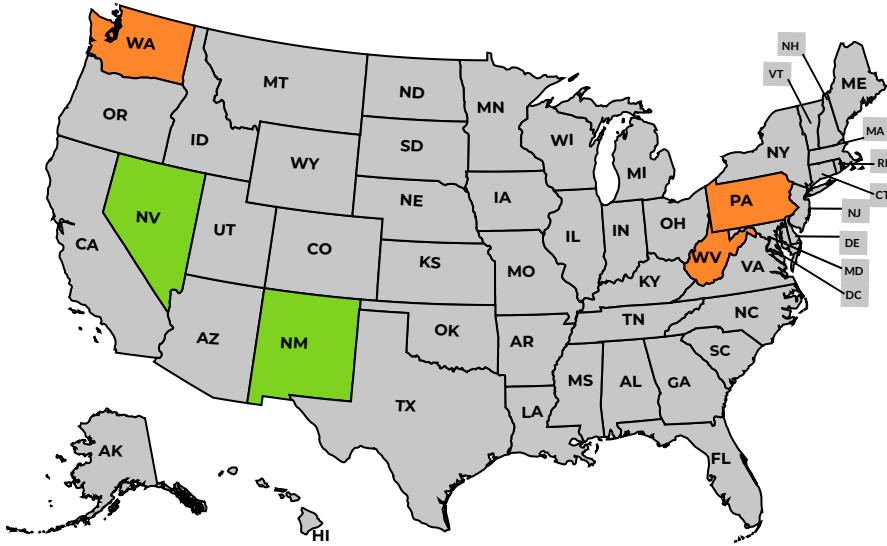 WA
MT
ND
MN
NH
VT
ME
OR
ID
SD
WI
NY
MA
WY
MI
RI
NV
UT
NE
IA
PA
CT
CA
CO
KS
IL
IN
OH
NJ
WV
VA
DE
MO
KY
MD
DC
AZ
NM
OK
TN
NC
AR
SC
TX
MS
AL
GA
LA
AK
FL
HI